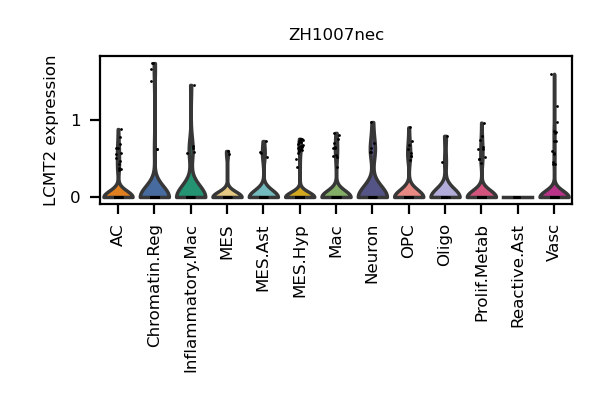 ZH1007nec
LCMT2 expression
1
0
AC
Chromatin.Reg
Inflammatory.Mac
MES
MES.Ast
MES.Hyp
Mac
Neuron
OPC
Oligo
Prolif.Metab
Reactive.Ast
Vasc